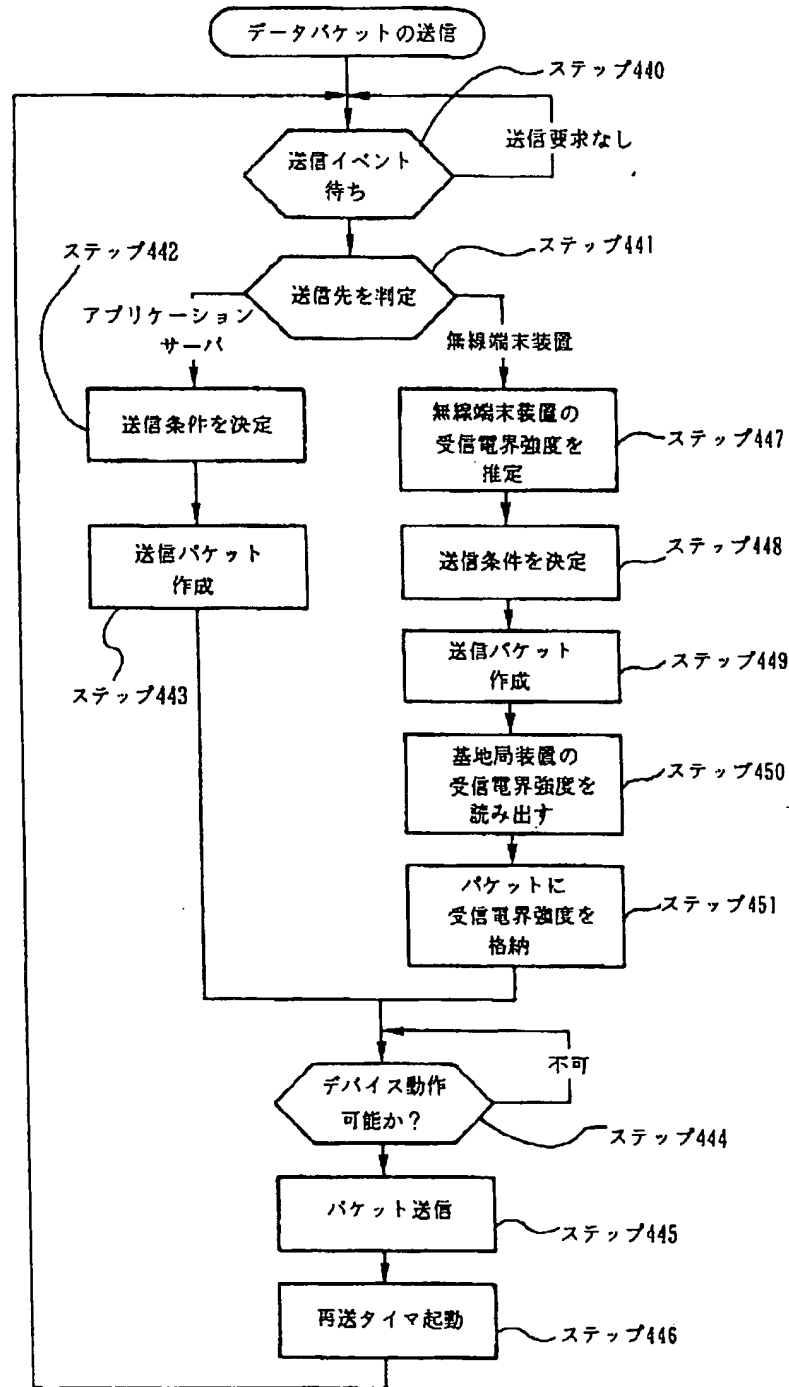 データパケットの送信
ステップ440
送信要求なし
送信イベント
待ち
ステップ441
ステップ442
送信先を判定
アプリケーション
サーバ
無線端末装置
送信条件を決定
無線端末装置の
受信電界強度を
推定
ステップ447
送信パケット
作成
送信条件を決定
ステップ448
ステップ443
送信パケット
作成
ステップ449
基地局装置の
受信電界強度を
読み出す
ステップ450
パケットに
受信電界強度を
格納
ステップ451
不可
デバイス動作
可能か？
ステップ444
パケット送信
ステップ445
再送タイマ起動
ステップ446